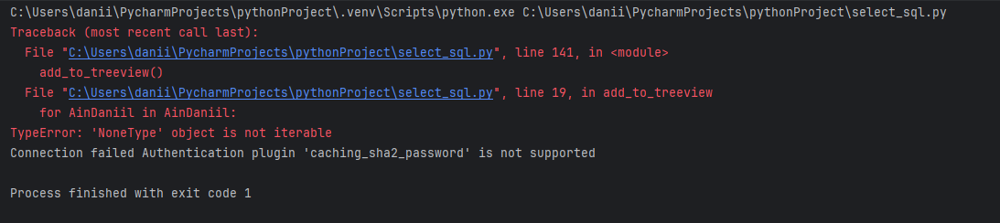 C:\Users\danii\PycharmProjects\pythonProject\.venv\Scripts\python.exe C:\Users\danii\PycharmProjects\pythonProject\select_sql.py
Traceback (most recent call last):
  File "C:\Users\danii\PycharmProjects\pythonProject\select_sql.py", line 141, in <module>
    add_to_treeview()
  File "C:\Users\danii\PycharmProjects\pythonProject\select_sql.py", line 19, in add_to_treeview
    for AinDaniil in AinDaniil:
TypeError: 'NoneType' object is not iterable
Connection failed Authentication plugin 'caching_sha2_password' is not supported
Process finished with exit code 1